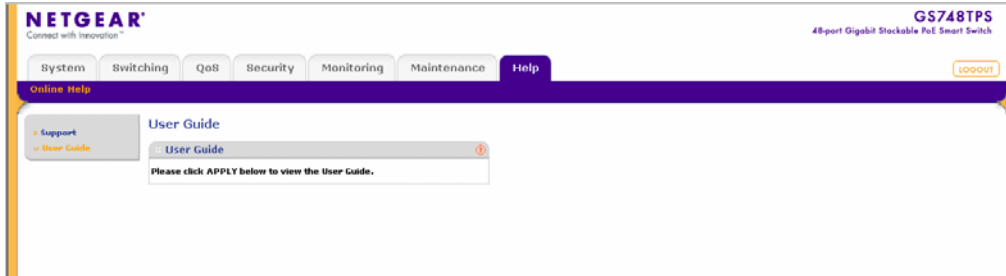 NETGEAR®
Connect with Innovation™
GS748TPS
48-port Gigabit Stackable PoE Smart Switch
System Switching QoS Security Monitoring Maintenance Help
LOGOUT
Online Help
Support
User Guide
User Guide
User Guide
Please click APPLY below to view the User Guide.